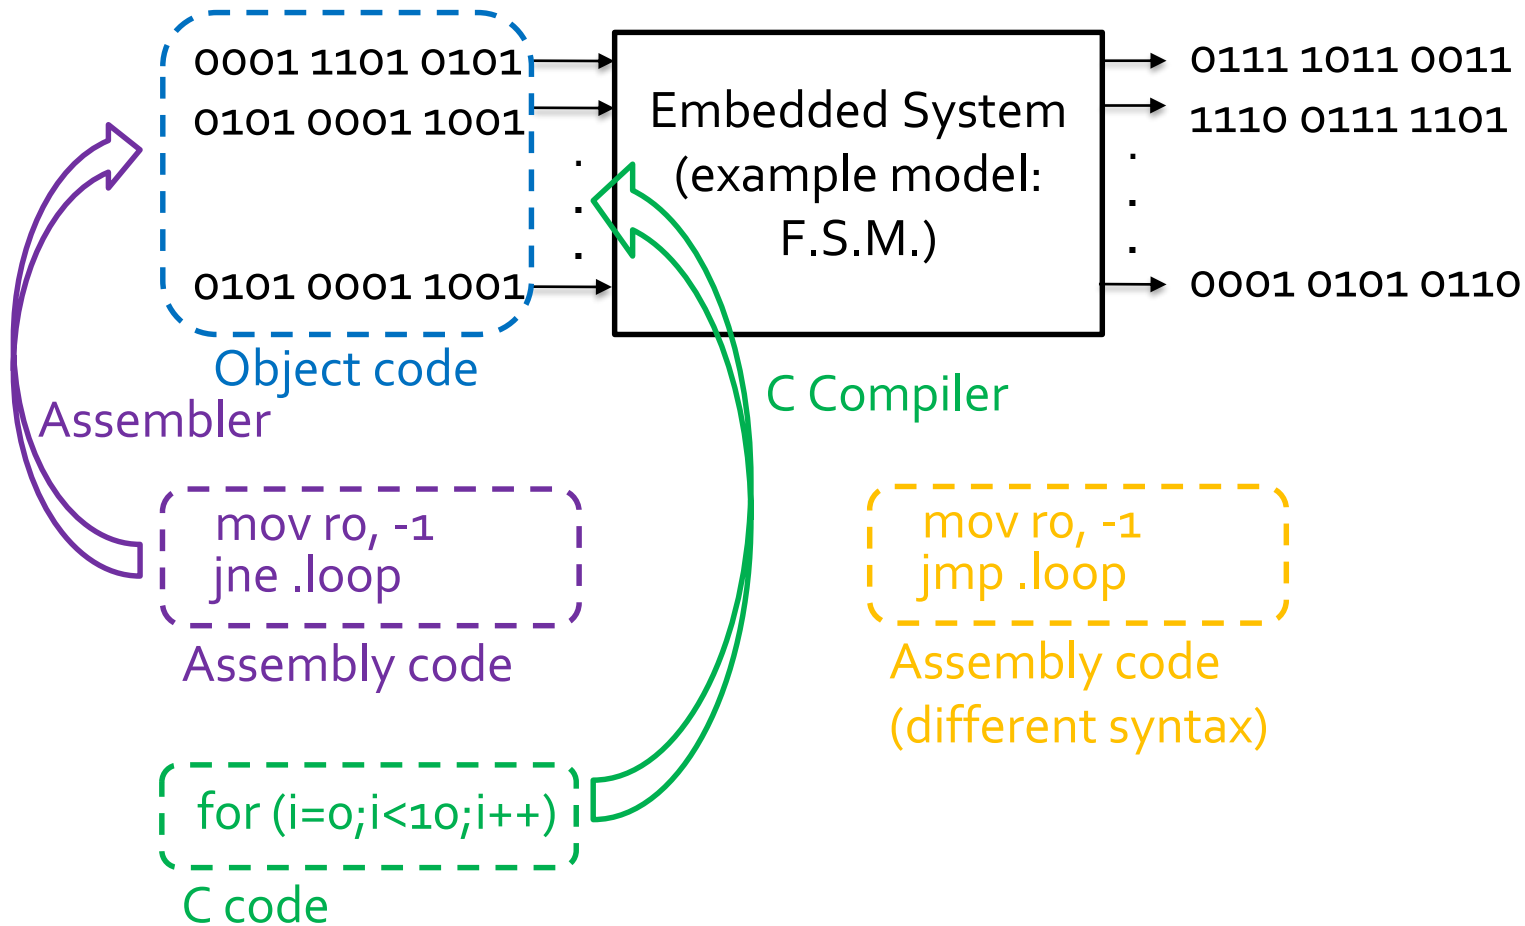 0001 1101 0101
0101 0001 1001
.
.
.
0101 0001 1001
Object code
Embedded System
(example model:
F.S.M.)
0111 1011 0011
1110 0111 1101
.
.
.
0001 0101 0110
Assembler
C Compiler
mov r0, -1
jne .loop
Assembly code
mov r0, -1
jmp .loop
Assembly code
(different syntax)
for (i=0;i<10;i++)
C code